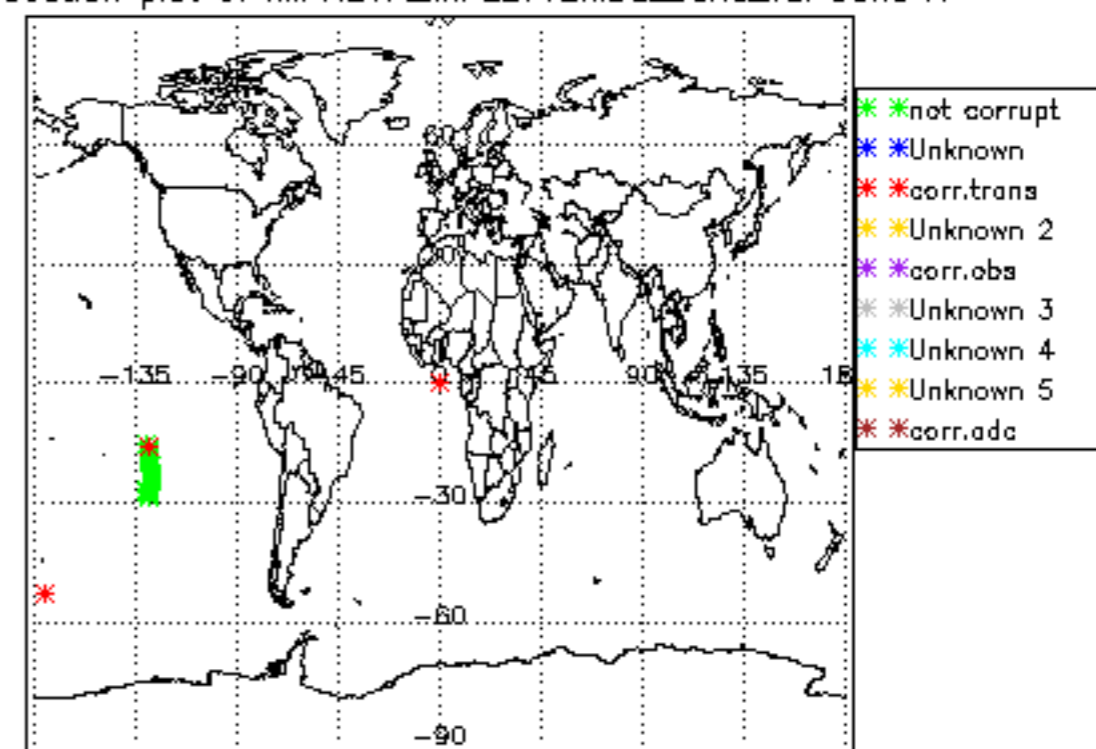 not corrupt
Unknown
60
corr.trans
Unknown 2
corr.obs
Unknown 3
Unknown 4
-135
-90
45
90
135
Unknown 5
corr.adc
-30
-60
-90